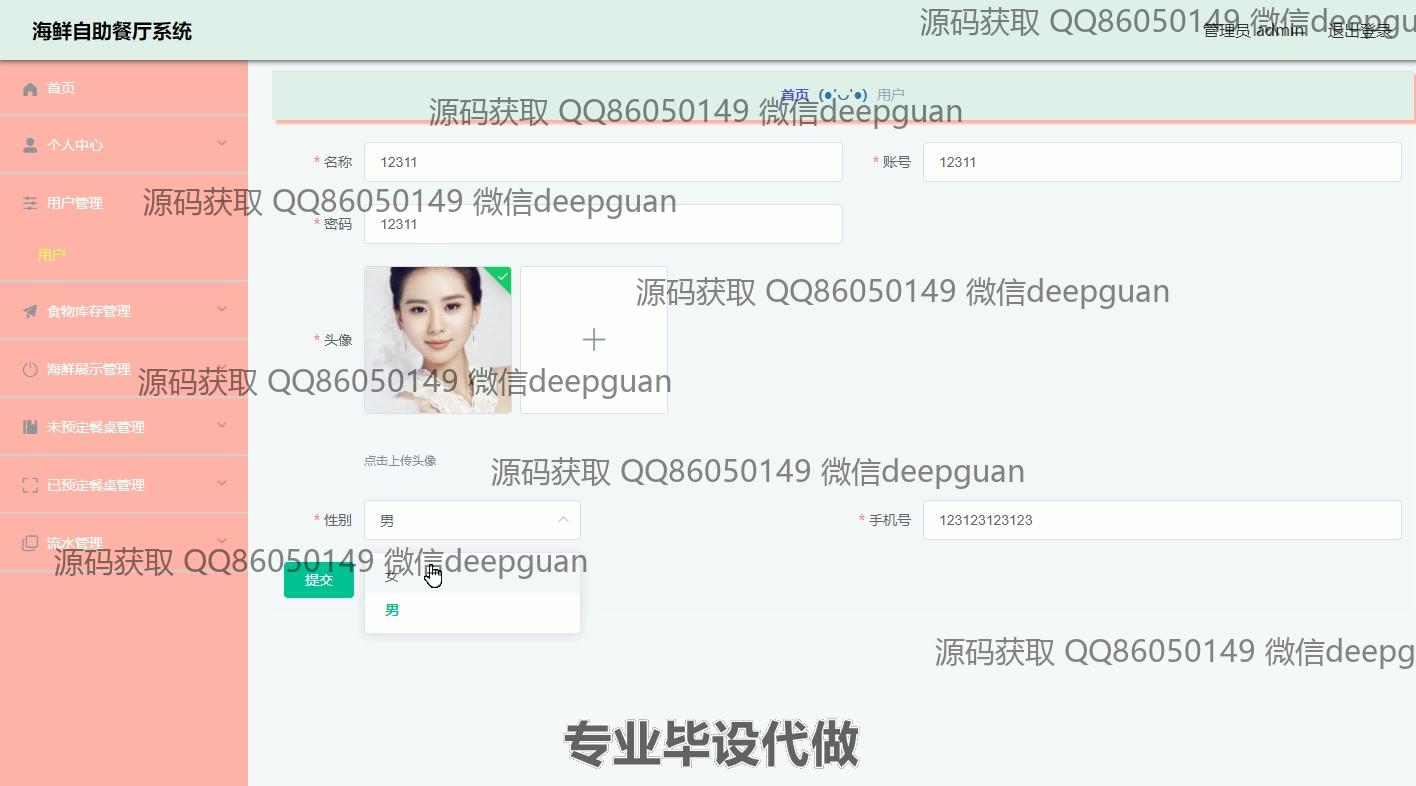 海鲜自助餐厅系统
源码获取 QQ86050149 微信deepgu
管理员 admin
退出登录
首页
个人中心
用户管理
用户
食物库存管理
海鲜展示管理
未预定餐桌管理
已预定餐桌管理
流水管理
首页 (●'◡'●) 用户
源码获取 QQ86050149 微信deepguan
* 名称 12311
* 账号 12311
源码获取 QQ86050149 微信deepguan
* 密码 12311
源码获取 QQ86050149 微信deepguan
* 头像
源码获取 QQ86050149 微信deepguan
点击上传头像
源码获取 QQ86050149 微信deepguan
* 性别 男
* 手机号 123123123123
源码获取 QQ86050149 微信deepguan
提交
女
男
源码获取 QQ86050149 微信deepg
专业毕设代做